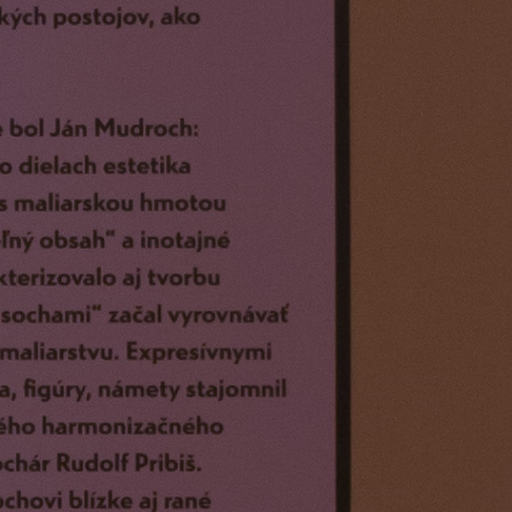 kých postojov, ako
bol Ján Mudroch:
o dielach estetika
s maliarskou hmotou
ľný obsah“ a inotajné
kterizovalo aj tvorbu
sochami“ začal vyrovnávať
maliarstvu. Expresívnymi
a, figúry, námety stajomnil
ého harmonizačného
ochár Rudolf Pribiš.
ochovi blízke aj rané